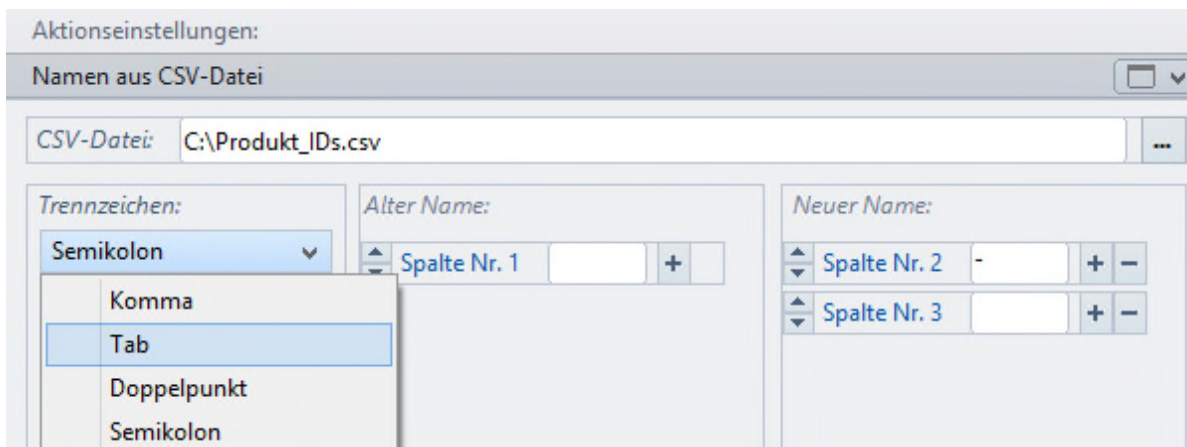 Aktionseinstellungen:
Namen aus CSV-Datei
CSV-Datei: C:\Produkt_IDs.csv ...
Trennzeichen: Alter Name: Neuer Name:
Semikolon Spalte Nr. 1 + Spalte Nr. 2 - + −
Komma Spalte Nr. 3 + −
Tab
Doppelpunkt
Semikolon